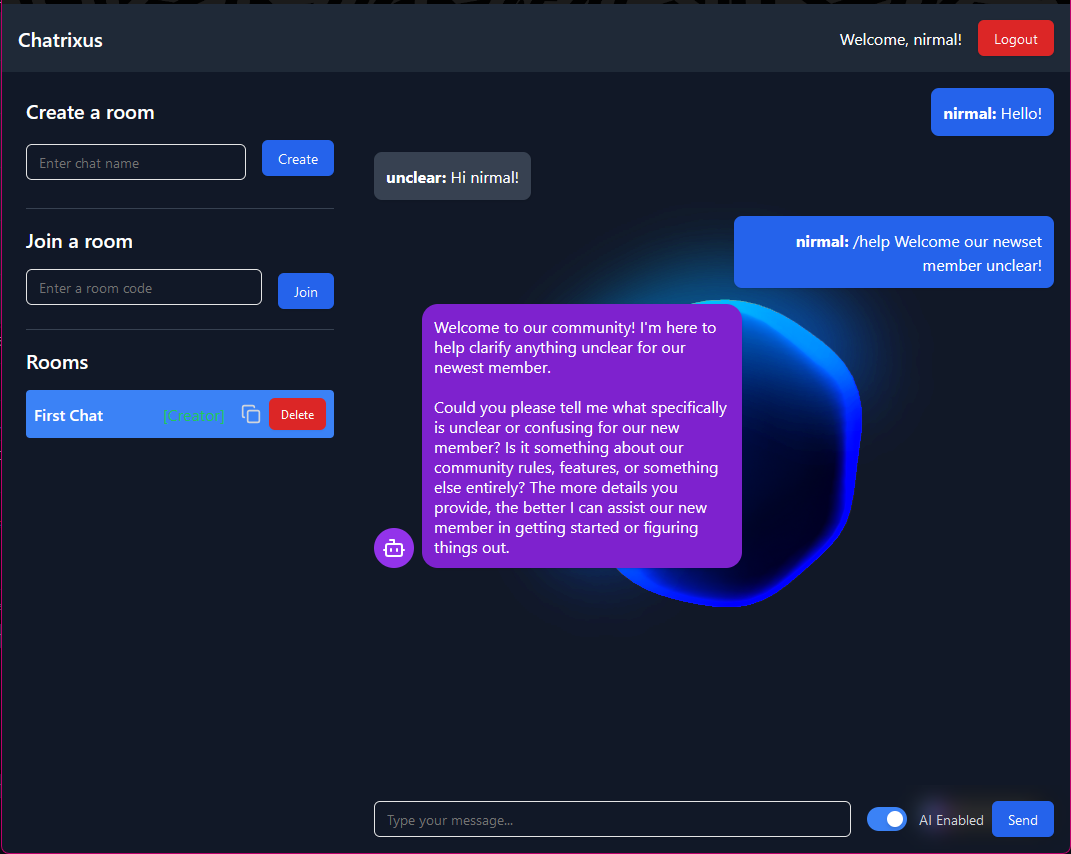 Chatrixus
Welcome, nirmal!
Logout
Create a room
Enter chat name
Create
Join a room
Enter a room code
Join
Rooms
First Chat
[Creator]
Delete
nirmal: Hello!
unclear: Hi nirmal!
nirmal: /help Welcome our newset
member unclear!
Welcome to our community! I'm here to
help clarify anything unclear for our
newest member.
Could you please tell me what specifically
is unclear or confusing for our new
member? Is it something about our
community rules, features, or something
else entirely? The more details you
provide, the better I can assist our new
member in getting started or figuring
things out.
Type your message...
AI Enabled
Send